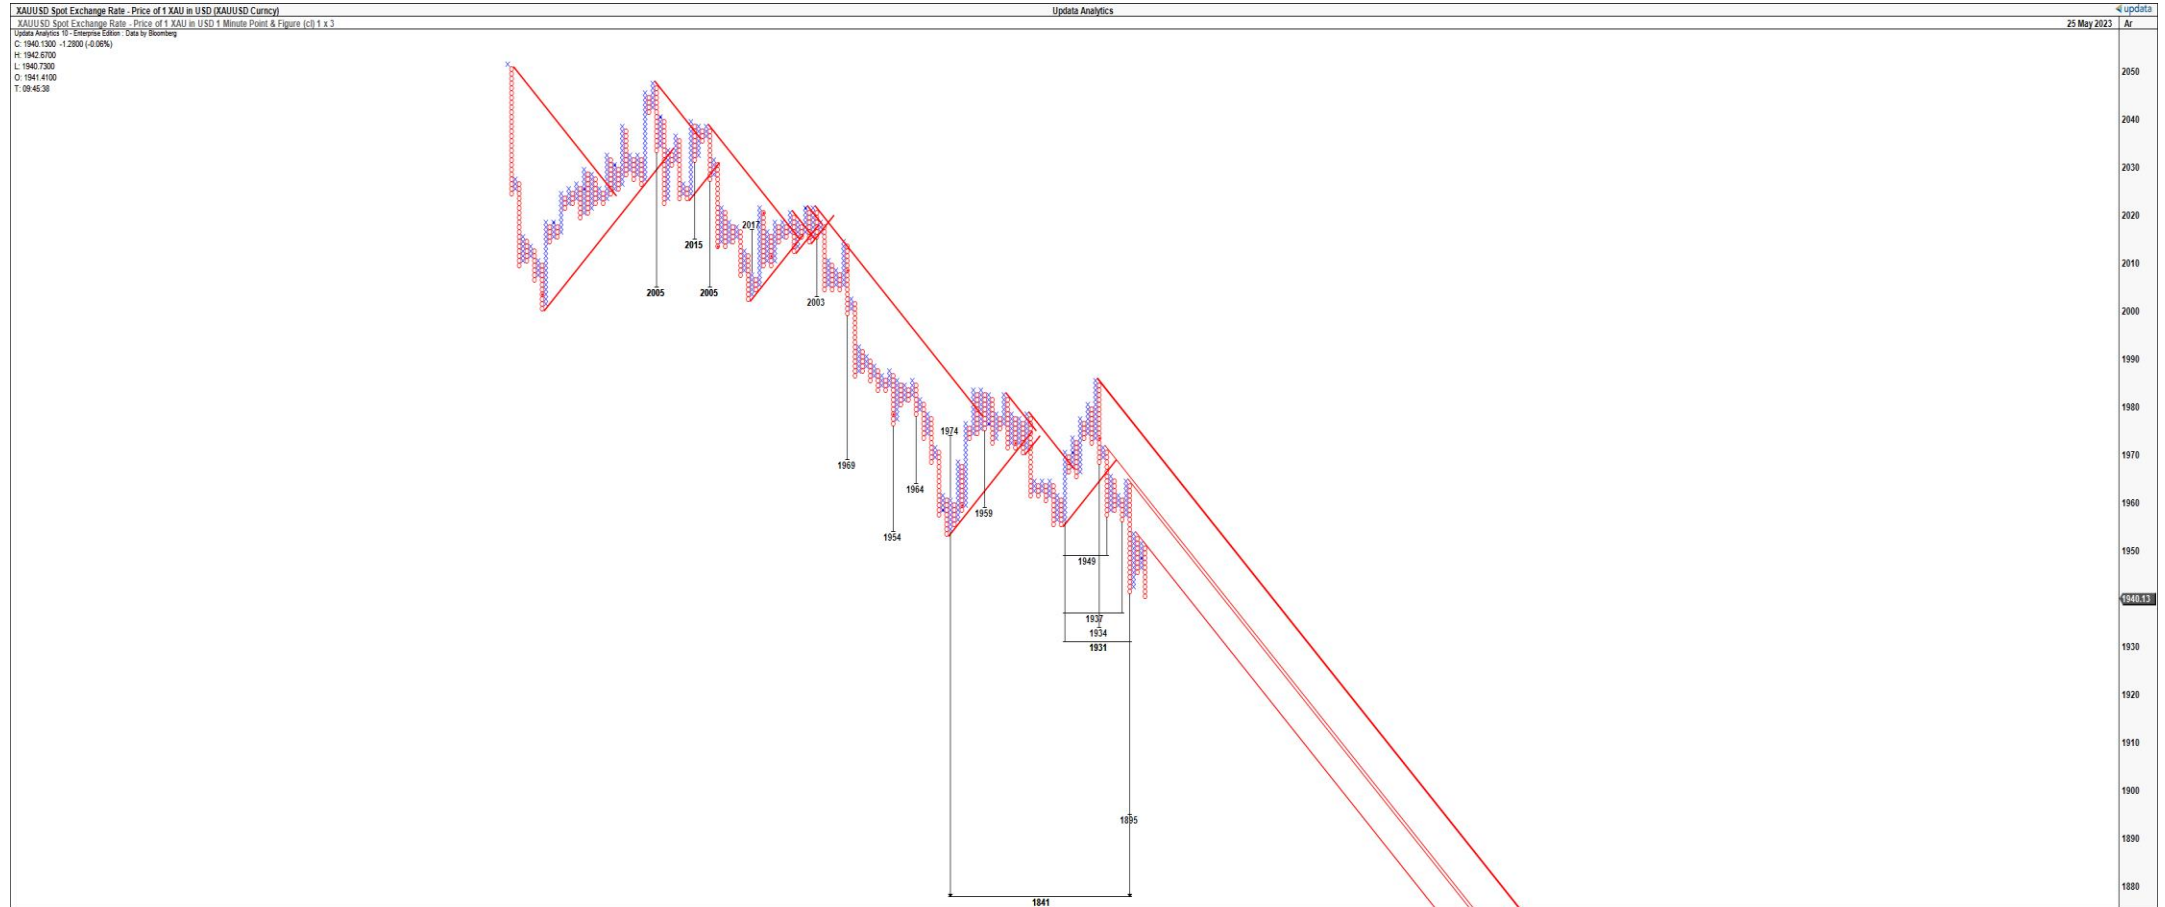 XAUUSD Spot Exchange Rate - Price of 1 XAU in USD (XAUUSD Curncy)
Updata Analytics
updata
XAUUSD Spot Exchange Rate - Price of 1 XAU in USD 1 Minute Point & Figure (cl) 1 x 3
25 May 2023
Ar
Updata Analytics 10 - Enterprise Edition : Data by Bloomberg
C: 1940.1300 -1.2800 (-0.06%)
H: 1942.6700
L: 1940.7300
O: 1941.4100
T: 09:45:38
2050
2040
2030
2020
2017
2015
2010
2005
2005
2003
2000
1990
1980
1974
1970
1969
1964
1960
1959
1954
1950
1949
1940.13
1937
1934
1931
1930
1920
1910
1900
1895
1890
1880
1841